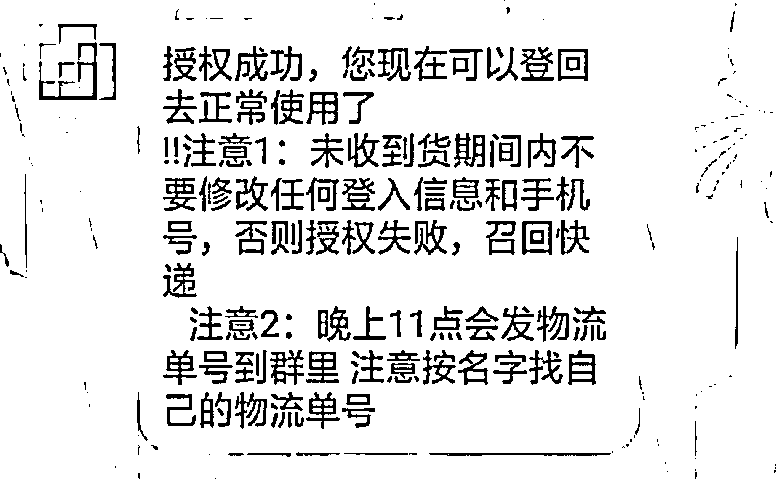 授权成功，您现在可以登回
去正常使用了
!!注意1：未收到货期间内不
要修改任何登入信息和手机
号，否则授权失败，召回快
递
注意2：晚上11点会发物流
单号到群里 注意按名字找自
己的物流单号